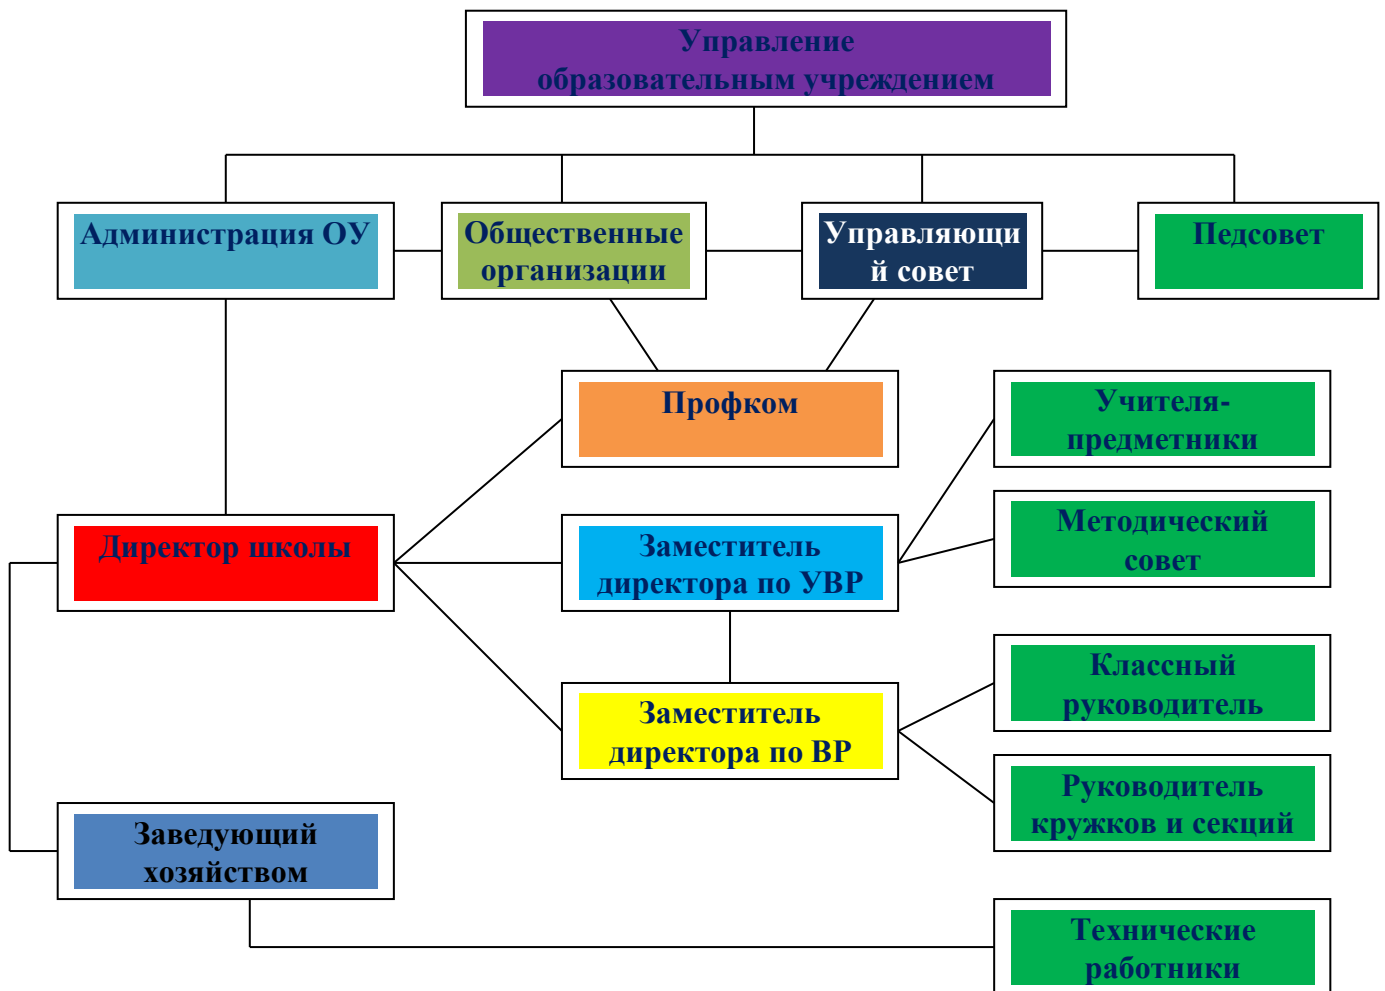 Управление
образовательным учреждением
Администрация ОУ
Общественные
организации
Управляющи
й совет
Педсовет
Профком
Учителя-
предметники
Директор школы
Заместитель
директора по УВР
Методический
совет
Заместитель
директора по ВР
Классный
руководитель
Руководитель
кружков и секций
Заведующий
хозяйством
Технические
работники